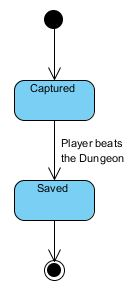 Captured
Player beats
the Dungeon
Saved